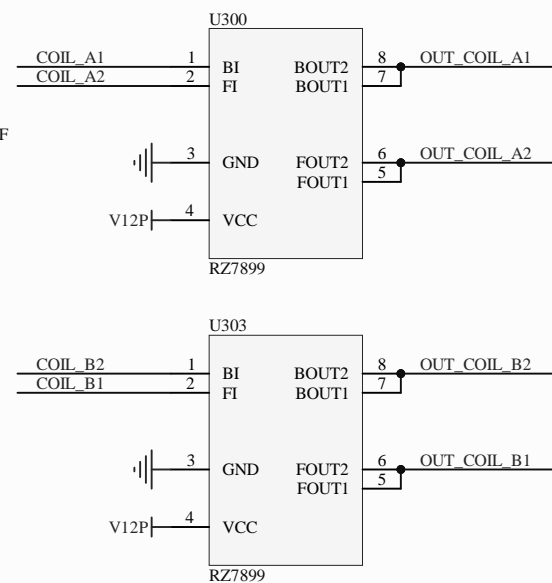 U300
COIL_A1 1 BI BOUT2 8 OUT_COIL_A1
COIL_A2 2 FI BOUT1 7
F
3 GND FOUT2 6 OUT_COIL_A2
FOUT1 5
V12P 4 VCC
RZ7899
U303
COIL_B2 1 BI BOUT2 8 OUT_COIL_B2
COIL_B1 2 FI BOUT1 7
3 GND FOUT2 6 OUT_COIL_B1
FOUT1 5
V12P 4 VCC
RZ7899